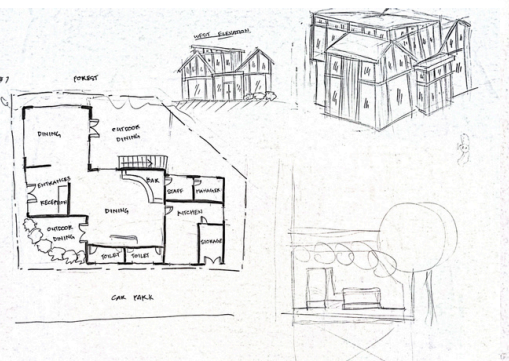 WEST ELEVATION
FOREST
DINING
OUTDOOR
DINING
BAR
STAFF
MANAGER
ENTRANCES
RECEPTION
DINING
KITCHEN
OUTDOOR
DINING
STORAGE
TOILET
TOILET
CAR PARK